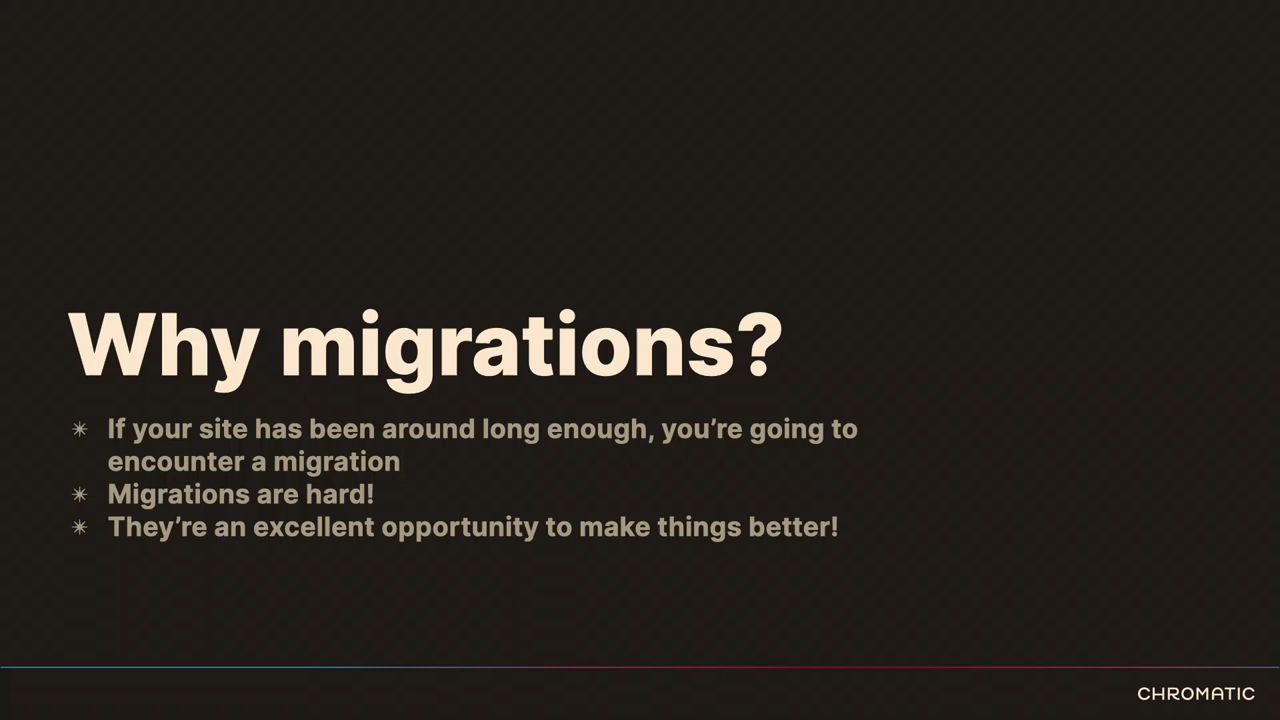 Why migrations?
✴ If your site has been around long enough, you’re going to
encounter a migration
✴ Migrations are hard!
✴ They’re an excellent opportunity to make things better!
CHROMATIC